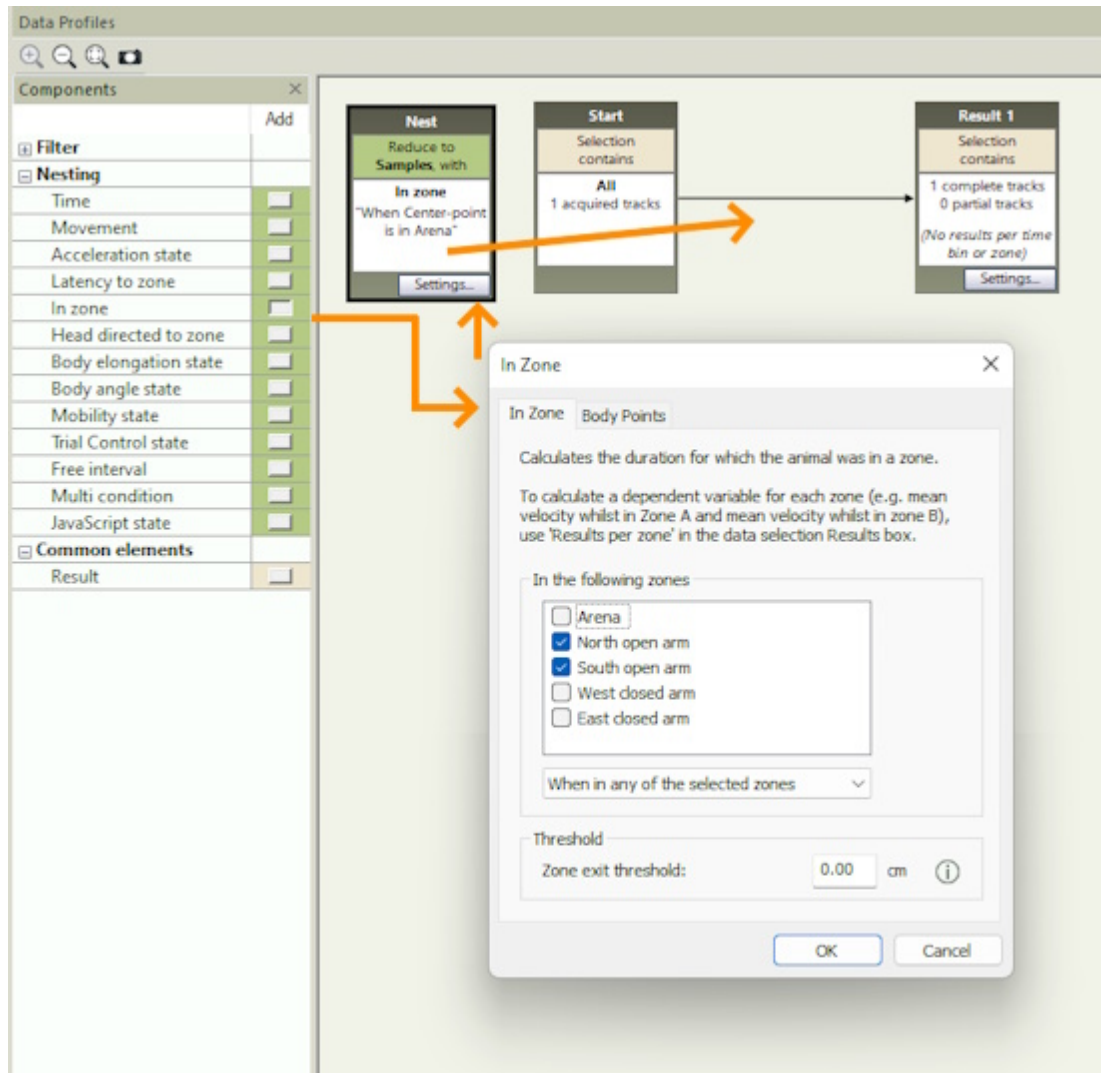 Data Profiles
Components
Add
Filter
Nesting
Time
Movement
Acceleration state
Latency to zone
In zone
Head directed to zone
Body elongation state
Body angle state
Mobility state
Trial Control state
Free interval
Multi condition
JavaScript state
Common elements
Result
Nest
Reduce to
Samples, with
In zone
"When Center-point
is in Arena"
Settings...
Start
Selection
contains
All
1 acquired tracks
Result 1
Selection
contains
1 complete tracks
0 partial tracks
(No results per time
bin or zone)
Settings...
In Zone
In Zone Body Points
Calculates the duration for which the animal was in a zone.
To calculate a dependent variable for each zone (e.g. mean
velocity whilst in Zone A and mean velocity whilst in zone B),
use 'Results per zone' in the data selection Results box.
In the following zones
Arena
North open arm
South open arm
West closed arm
East closed arm
When in any of the selected zones
Threshold
Zone exit threshold: 0.00 cm
OK Cancel